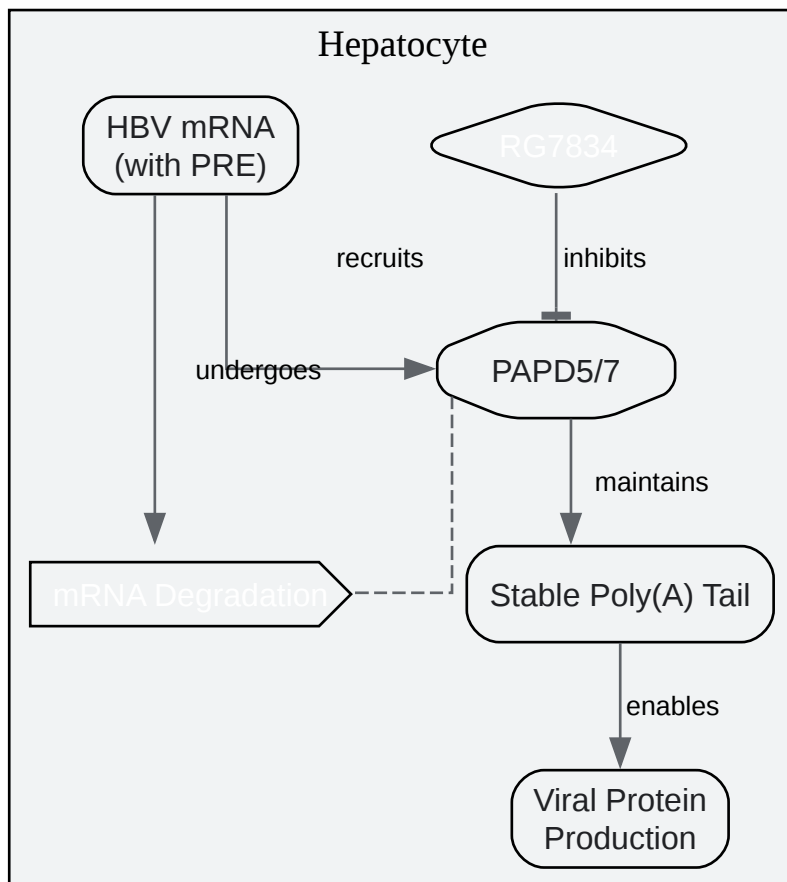 Hepatocyte
HBV mRNA
(with PRE)
RG7834
recruits
inhibits
undergoes
PAPD5/7
maintains
mRNA Degradation
Stable Poly(A) Tail
enables
Viral Protein
Production